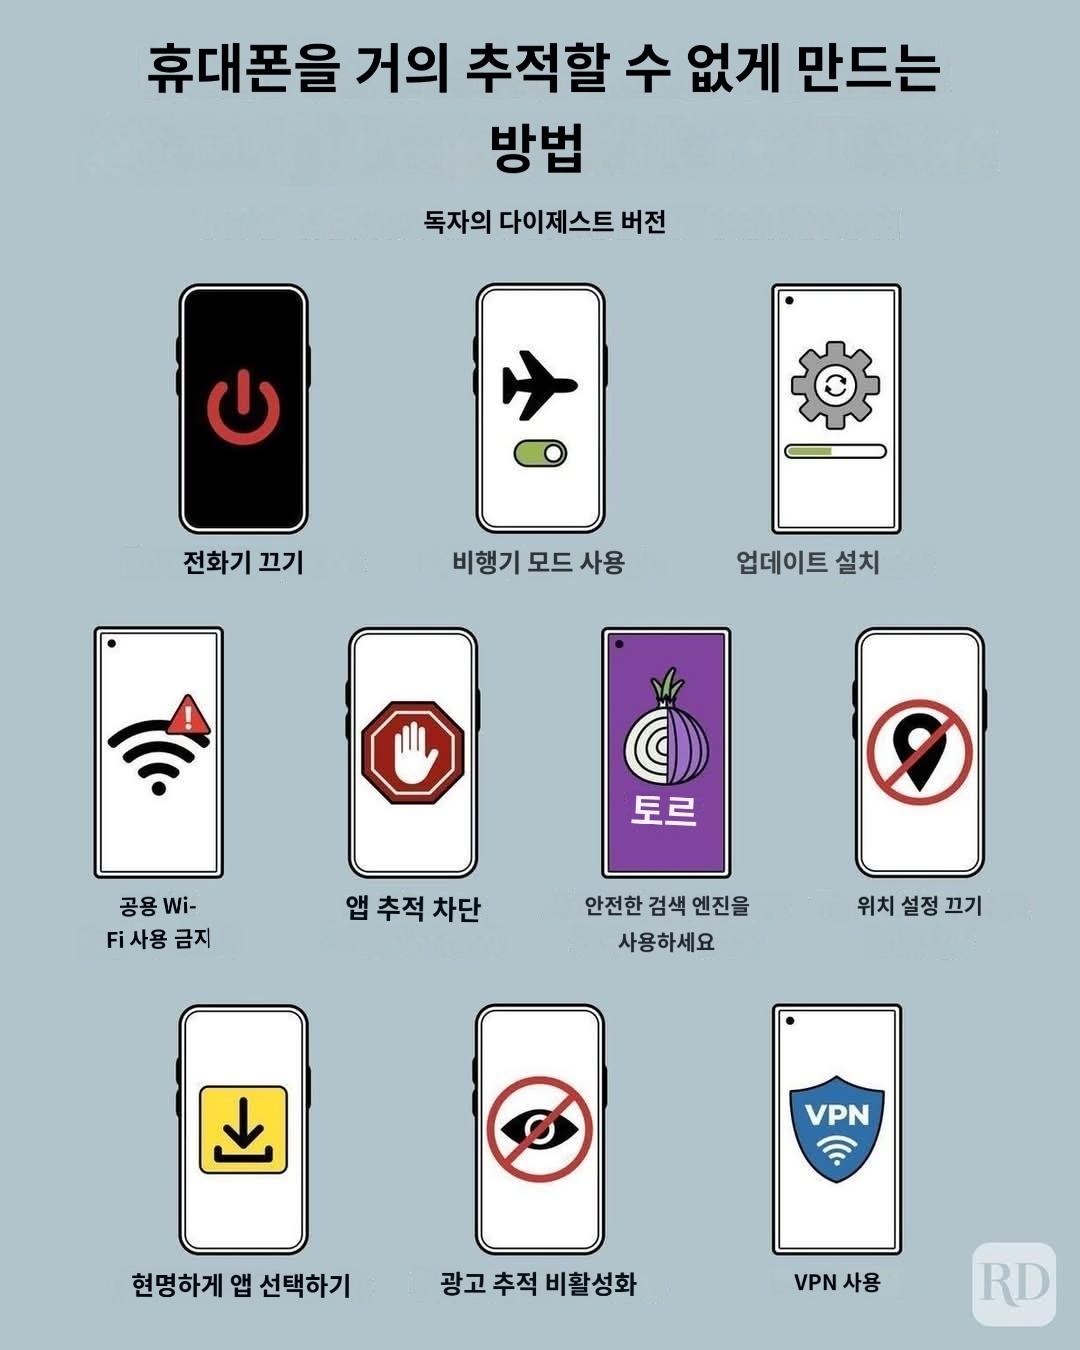 휴대폰을 거의 추적할 수 없게 만드는
방법
독자의 다이제스트 버전
전화기 끄기
비행기 모드 사용
업데이트 설치
토르
공용 Wi-
Fi 사용 금지
앱 추적 차단
안전한 검색 엔진을
사용하세요
위치 설정 끄기
VPN
현명하게 앱 선택하기
광고 추적 비활성화
VPN 사용
RD